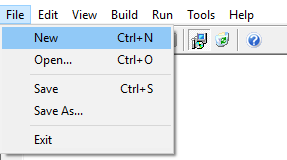 File Edit View Build Run Tools Help
New Ctrl+N
Open... Ctrl+O
Save Ctrl+S
Save As...
Exit